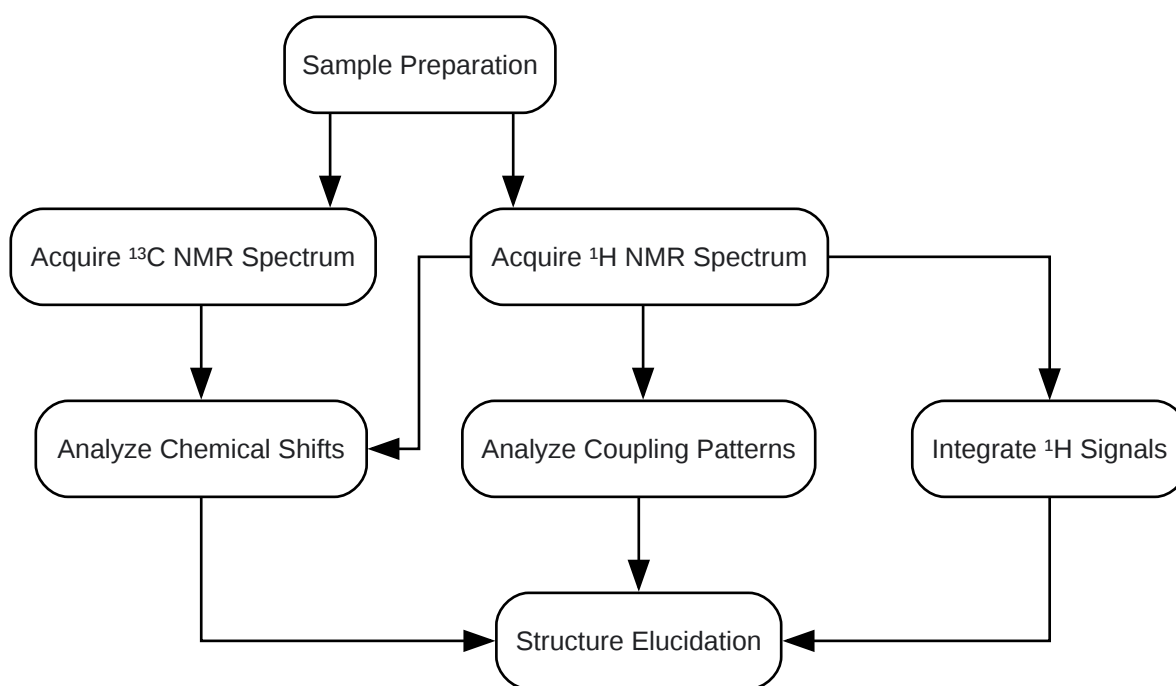 Sample Preparation
Acquire ¹³C NMR Spectrum
Acquire ¹H NMR Spectrum
Analyze Chemical Shifts
Analyze Coupling Patterns
Integrate ¹H Signals
Structure Elucidation